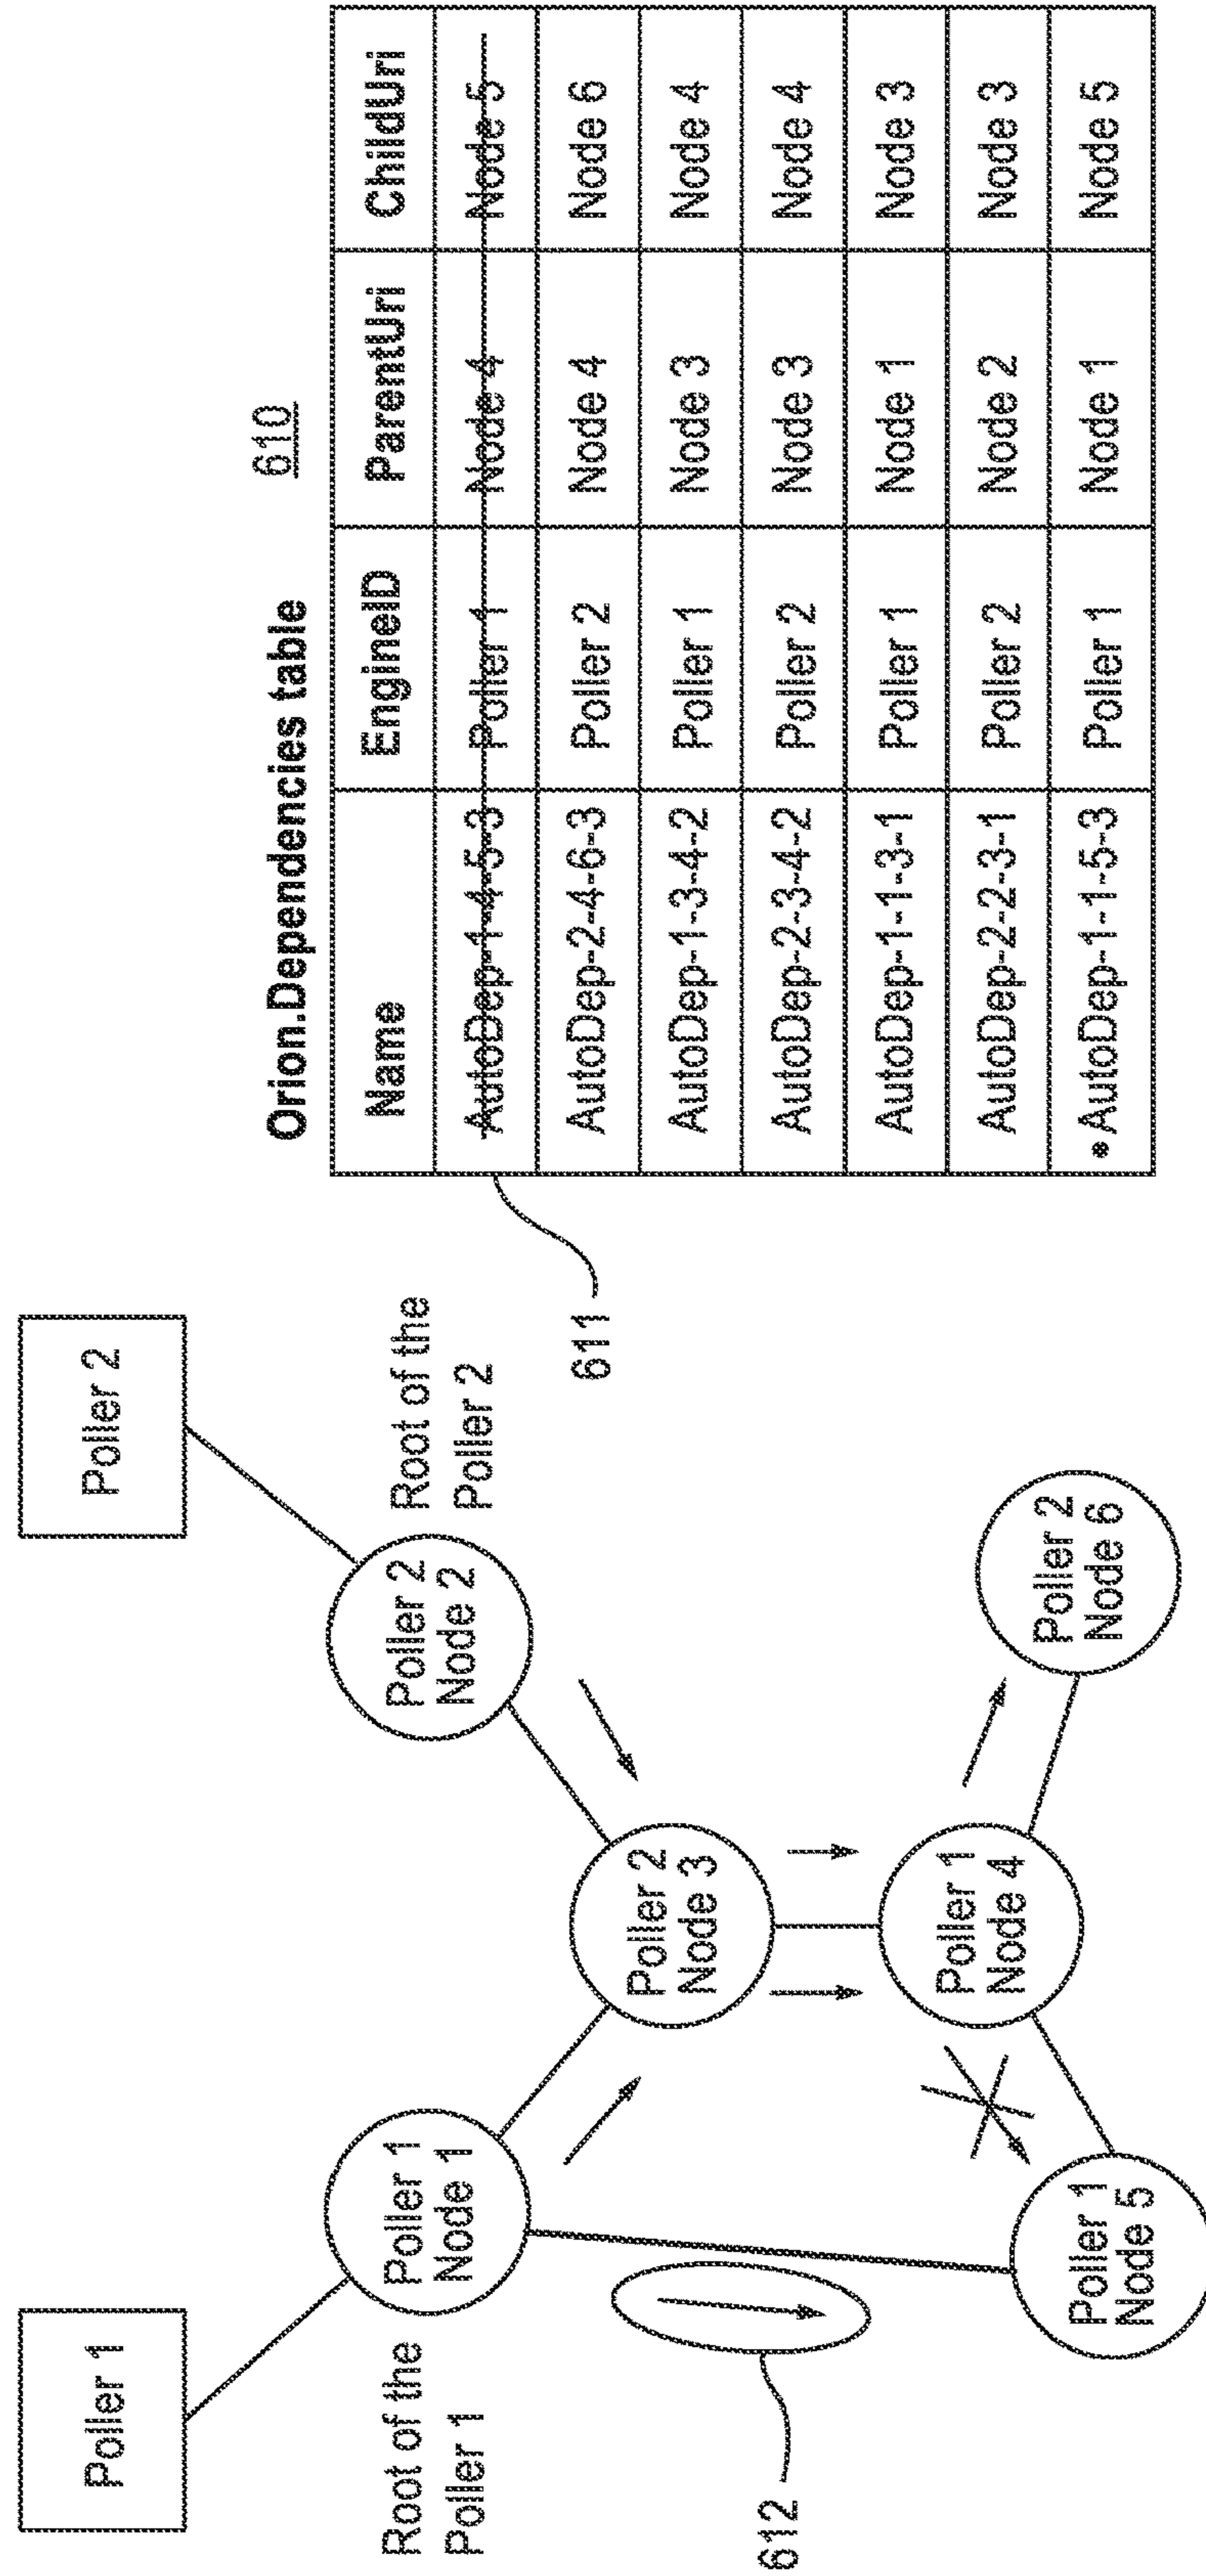 Poller 1
Poller 2
Root of the
Poller 1
Poller 1
Node 1
Poller 2
Node 2
Root of the
Poller 2
612
Poller 2
Node 3
Poller 1
Node 4
Poller 1
Node 5
Poller 2
Node 6
611
Orion.Dependencies table
610
Name EngineID ParentUri ChildUri
AutoDep-1-4-5-3 Poller 1 Node 4 Node 5
AutoDep-2-4-6-3 Poller 2 Node 4 Node 6
AutoDep-1-3-4-2 Poller 1 Node 3 Node 4
AutoDep-2-3-4-2 Poller 2 Node 3 Node 4
AutoDep-1-1-3-1 Poller 1 Node 1 Node 3
AutoDep-2-2-3-1 Poller 2 Node 2 Node 3
• AutoDep-1-1-5-3 Poller 1 Node 1 Node 5